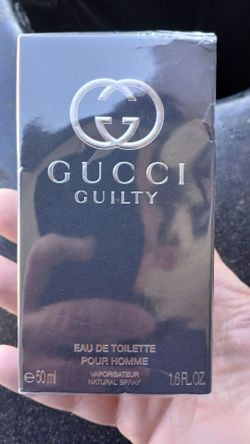 GUCCI
GUILTY
EAU DE TOILETTE
POUR HOMME
VAPORISATEUR
NATURAL SPRAY
℮50 ml 1.6 FL.OZ.